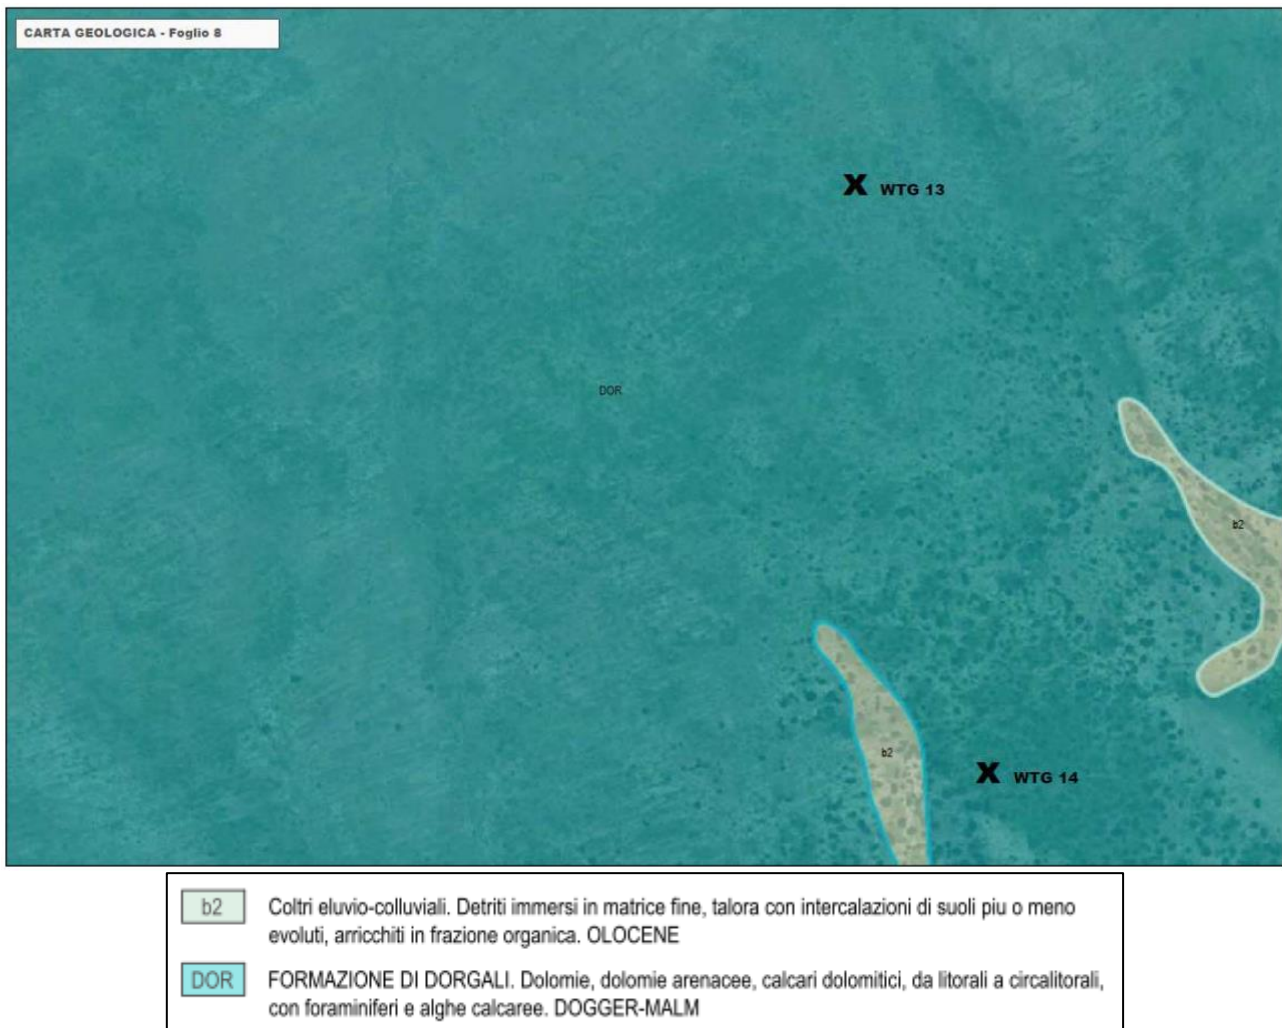 CARTA GEOLOGICA - Foglio 8
X WTG 13
DOR
b2
b2
X WTG 14
b2 Coltri eluvio-colluviali. Detriti immersi in matrice fine, talora con intercalazioni di suoli piu o meno
evoluti, arricchiti in frazione organica. OLOCENE
DOR FORMAZIONE DI DORGALI. Dolomie, dolomie arenacee, calcari dolomitici, da litorali a circalitorali,
con foraminiferi e alghe calcaree. DOGGER-MALM